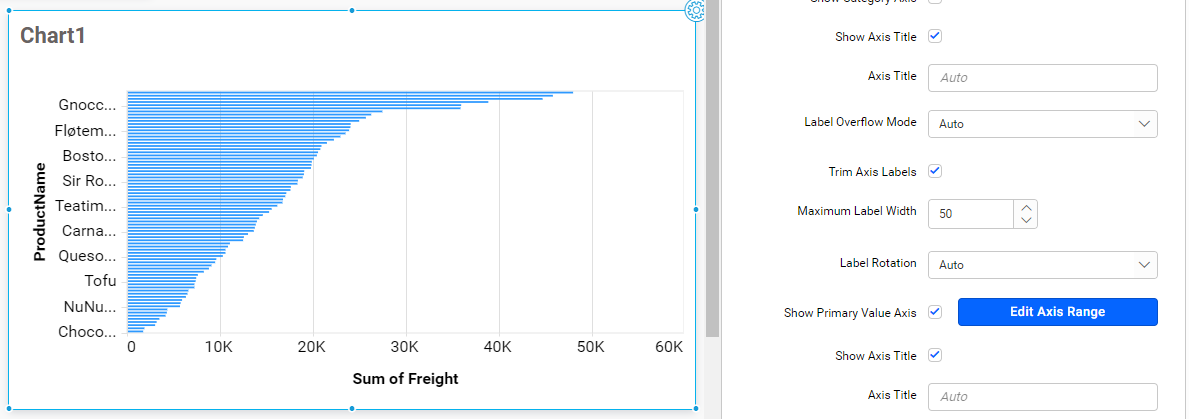 Chart1
ProductName
Gnocc...
Fløtem...
Bosto...
Sir Ro...
Teatim...
Carna...
Queso...
Tofu
NuNu...
Choco...
0 10K 20K 30K 40K 50K 60K
Sum of Freight
Show Category Axis
Show Axis Title
Axis Title Auto
Label Overflow Mode Auto
Trim Axis Labels
Maximum Label Width 50
Label Rotation Auto
Show Primary Value Axis Edit Axis Range
Show Axis Title
Axis Title Auto